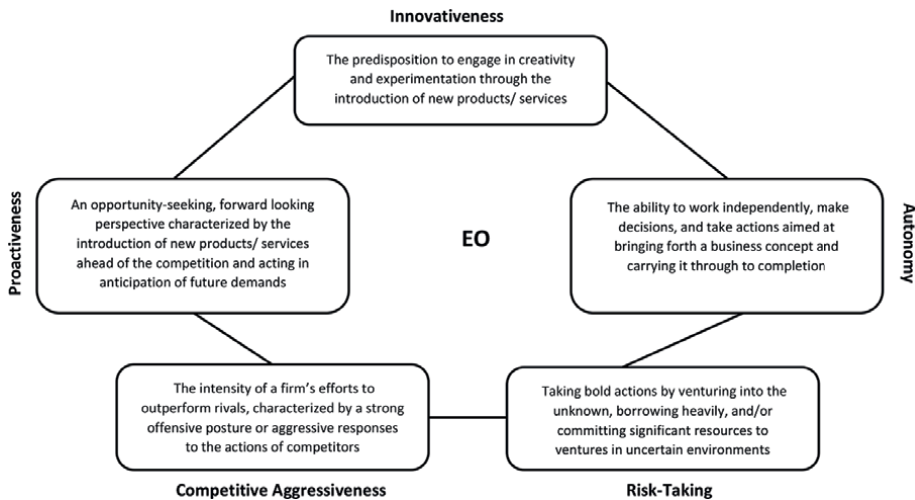 Innovativeness
The predisposition to engage in creativity
and experimentation through the
introduction of new products/ services
Proactiveness
An opportunity-seeking, forward looking
perspective characterized by the
introduction of new products/ services
ahead of the competition and acting in
anticipation of future demands
EO
The ability to work independently, make
decisions, and take actions aimed at
bringing forth a business concept and
carrying it through to completion
Autonomy
The intensity of a firm's efforts to
outperform rivals, characterized by a strong
offensive posture or aggressive responses
to the actions of competitors
Competitive Aggressiveness
Taking bold actions by venturing into the
unknown, borrowing heavily, and/or
committing significant resources to
ventures in uncertain environments
Risk-Taking